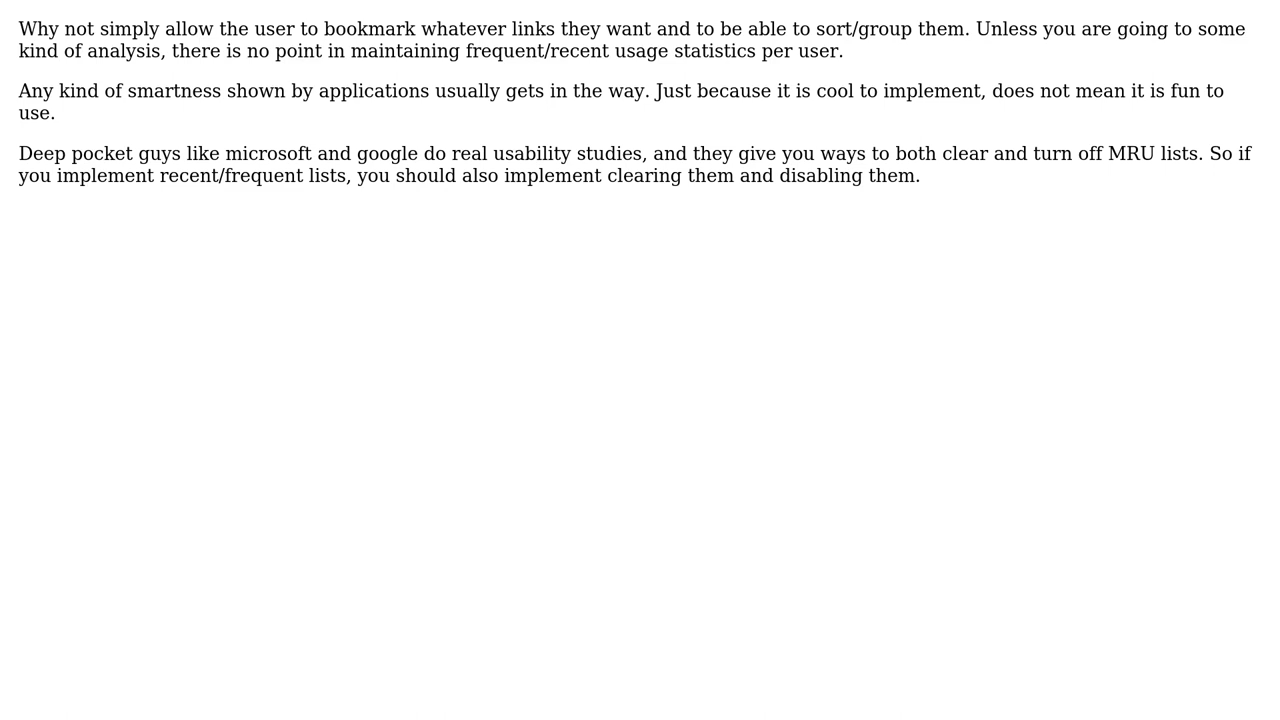 Why not simply allow the user to bookmark whatever links they want and to be able to sort/group them. Unless you are going to some
kind of analysis, there is no point in maintaining frequent/recent usage statistics per user.
Any kind of smartness shown by applications usually gets in the way. Just because it is cool to implement, does not mean it is fun to
use.
Deep pocket guys like microsoft and google do real usability studies, and they give you ways to both clear and turn off MRU lists. So if
you implement recent/frequent lists, you should also implement clearing them and disabling them.